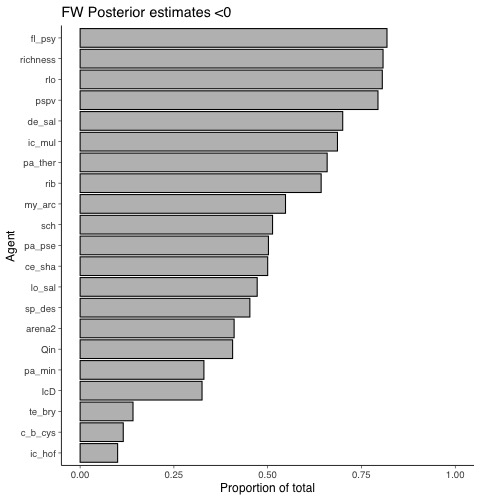 FW Posterior estimates <0
fl_psy
richness
rlo
pspv
de_sal
ic_mul
pa_ther
rib
my_arc
sch
pa_pse
ce_sha
lo_sal
sp_des
arena2
Qin
pa_min
IcD
te_bry
c_b_cys
ic_hof
Agent
0.00 0.25 0.50 0.75 1.00
Proportion of total